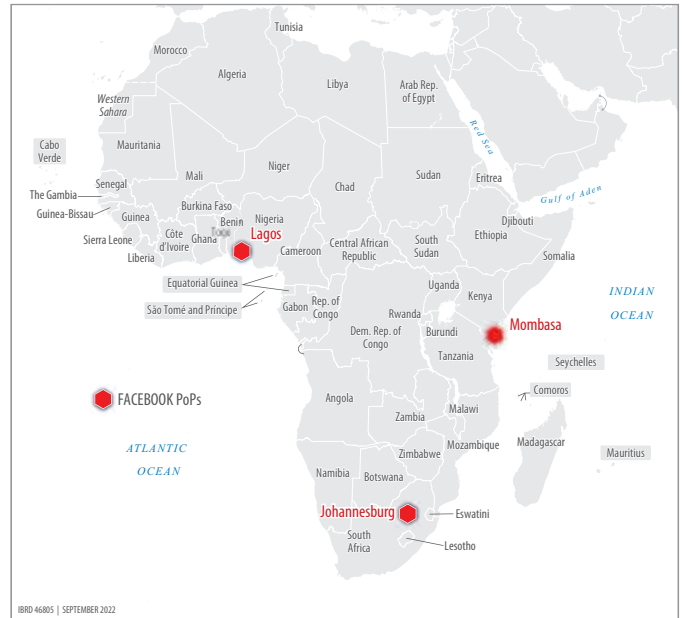 Tunisia
Morocco
Algeria
Libya
Arab Rep.
of Egypt
Western
Sahara
Cabo
Verde
Mauritania
Mali
Niger
Chad
Sudan
Eritrea
Red Sea
Gulf of Aden
Senegal
The Gambia
Guinea-Bissau
Guinea
Sierra Leone
Liberia
Burkina Faso
Côte
d'Ivoire
Ghana
Benin
Nigeria
Lagos
Cameroon
Central African
Republic
South
Sudan
Djibouti
Ethiopia
Somalia
Equatorial Guinea
São Tomé and Príncipe
Gabon
Rep. of
Congo
Dem. Rep. of
Congo
Uganda
Kenya
Rwanda
Burundi
Tanzania
Mombasa
INDIAN
OCEAN
Seychelles
Comoros
FACEBOOK PoPs
Angola
Zambia
Malawi
Mozambique
Madagascar
Mauritius
ATLANTIC
OCEAN
Zimbabwe
Namibia
Botswana
Johannesburg
Eswatini
South
Africa
Lesotho
IBRD 46805 | SEPTEMBER 2022